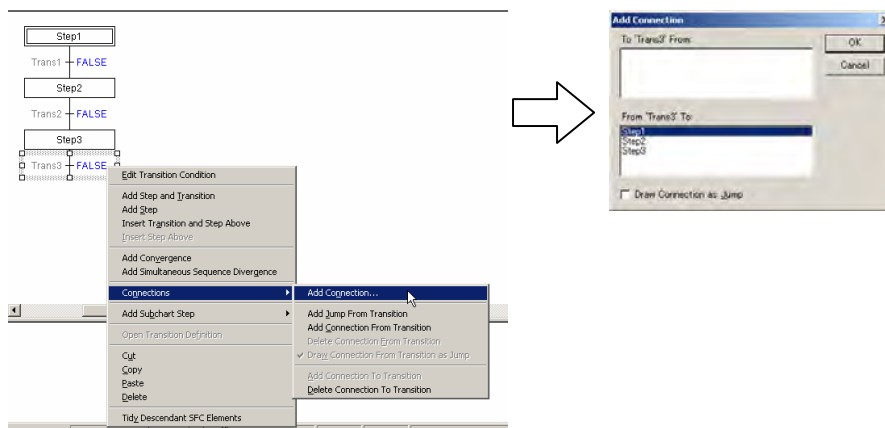 Step1
Trans1 FALSE
Step2
Trans2 FALSE
Step3
Trans3 FALSE
Edit Transition Condition
Add Step and Transition
Add Step
Insert Transition and Step Above
Insert Step Above
Add Convergence
Add Simultaneous Sequence Divergence
Connections
Add Subchart Step
Open Transition Definition
Cut
Copy
Paste
Delete
Tidy Descendant SFC Elements
Add Connection...
Add Jump From Transition
Add Connection From Transition
Delete Connection From Transition
Draw Connection From Transition as Jump
Add Connection To Transition
Delete Connection To Transition
Add Connection
To 'Trans3' From:
OK
Cancel
From 'Trans3' To:
Step1
Step2
Step3
Draw Connection as Jump